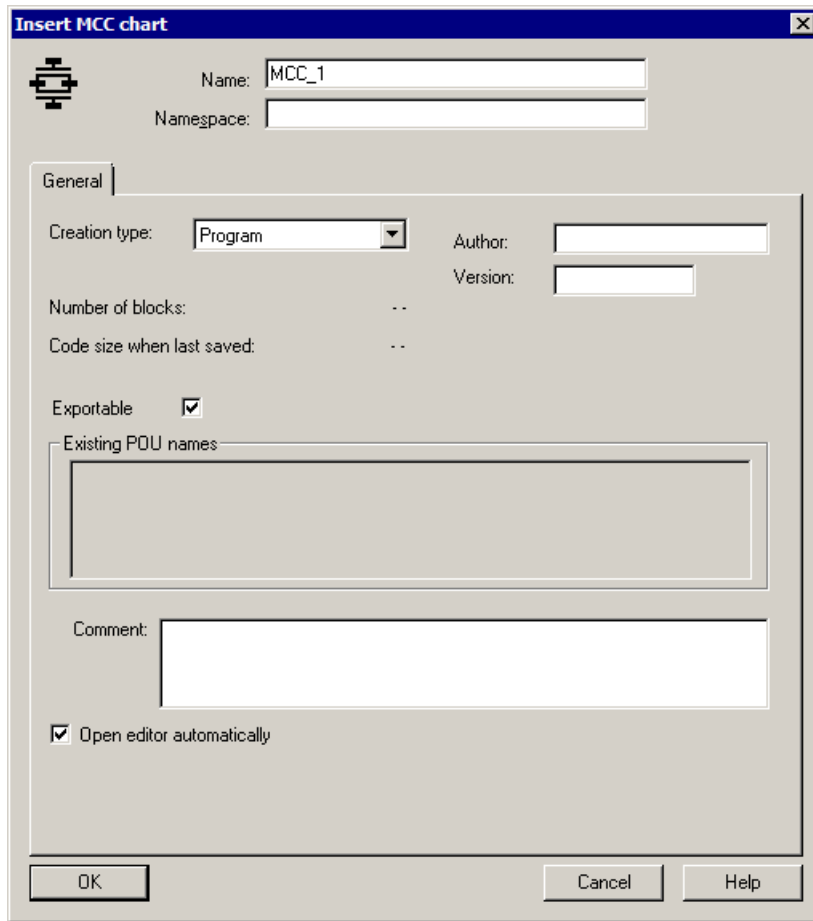 Insert MCC chart
Name: MCC_1
Namespace:
General
Creation type: Program
Author:
Version:
Number of blocks: - -
Code size when last saved: - -
Exportable
Existing POU names
Comment:
Open editor automatically
OK Cancel Help